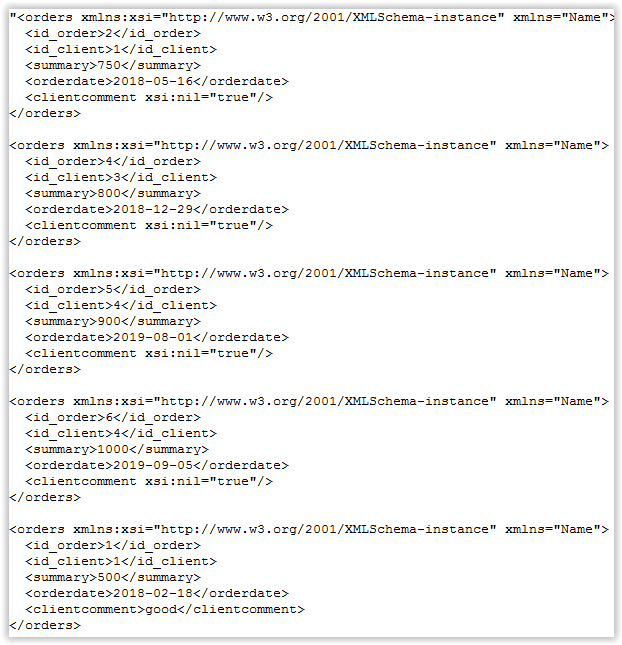 "<orders xmlns:xsi="http://www.w3.org/2001/XMLSchema-instance" xmlns="Name">
  <id_order>2</id_order>
  <id_client>1</id_client>
  <summary>750</summary>
  <orderdate>2018-05-16</orderdate>
  <clientcomment xsi:nil="true"/>
</orders>

<orders xmlns:xsi="http://www.w3.org/2001/XMLSchema-instance" xmlns="Name">
  <id_order>4</id_order>
  <id_client>3</id_client>
  <summary>800</summary>
  <orderdate>2018-12-29</orderdate>
  <clientcomment xsi:nil="true"/>
</orders>

<orders xmlns:xsi="http://www.w3.org/2001/XMLSchema-instance" xmlns="Name">
  <id_order>5</id_order>
  <id_client>4</id_client>
  <summary>900</summary>
  <orderdate>2019-08-01</orderdate>
  <clientcomment xsi:nil="true"/>
</orders>

<orders xmlns:xsi="http://www.w3.org/2001/XMLSchema-instance" xmlns="Name">
  <id_order>6</id_order>
  <id_client>4</id_client>
  <summary>1000</summary>
  <orderdate>2019-09-05</orderdate>
  <clientcomment xsi:nil="true"/>
</orders>

<orders xmlns:xsi="http://www.w3.org/2001/XMLSchema-instance" xmlns="Name">
  <id_order>1</id_order>
  <id_client>1</id_client>
  <summary>500</summary>
  <orderdate>2018-02-18</orderdate>
  <clientcomment>good</clientcomment>
</orders>